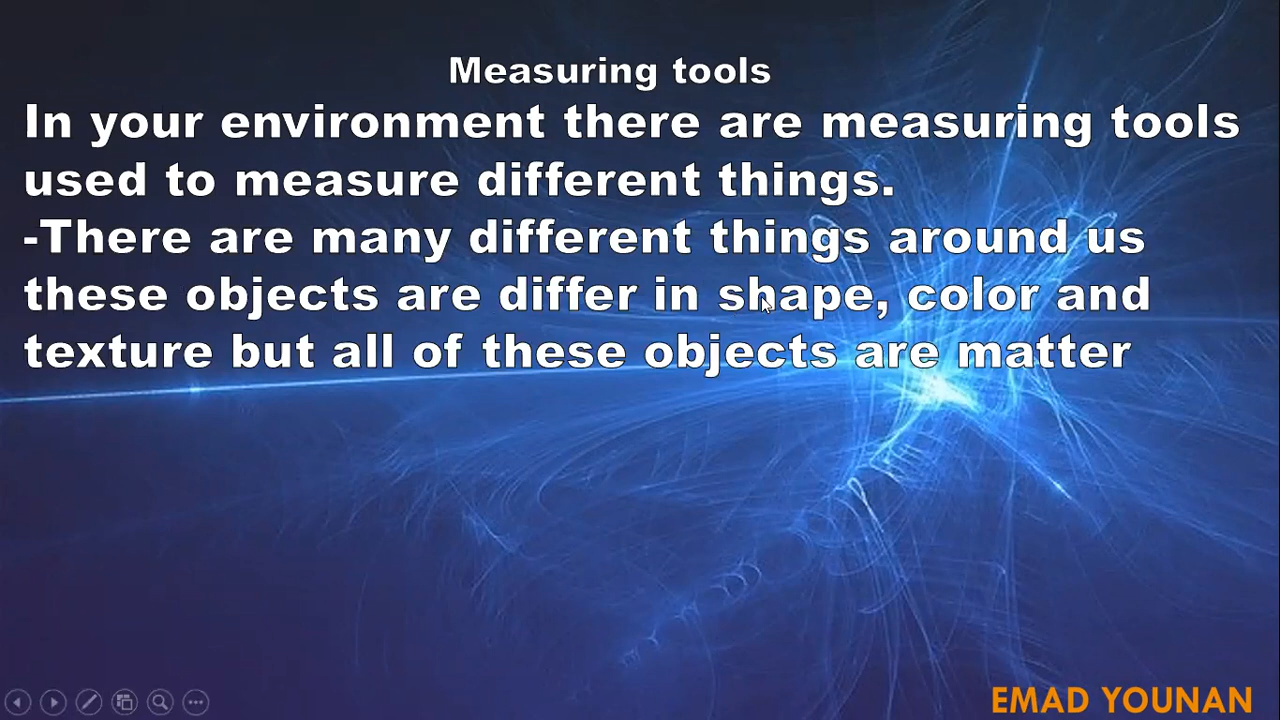 Measuring tools
In your environment there are measuring tools
used to measure different things.
-There are many different things around us
these objects are differ in shape, color and
texture but all of these objects are matter
EMAD YOUNAN